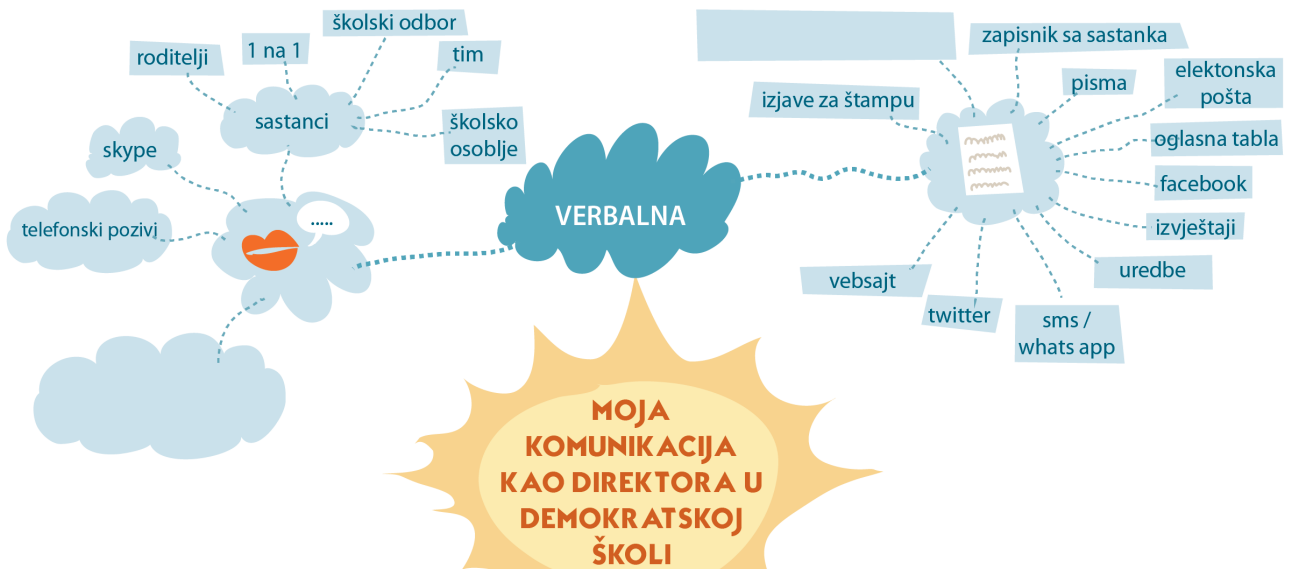 školski odbor
1 na 1
roditelji
tim
sastanci
školsko
osoblje
skype
telefonski pozivi
.....
VERBALNA
zapisnik sa sastanka
izjave za štampu
pisma
elektonska
pošta
oglasna tabla
facebook
izvještaji
uredbe
sms /
whats app
twitter
vebsajt
MOJA
KOMUNIKACIJA
KAO DIREKTORA U
DEMOKRATSKOJ
ŠKOLI